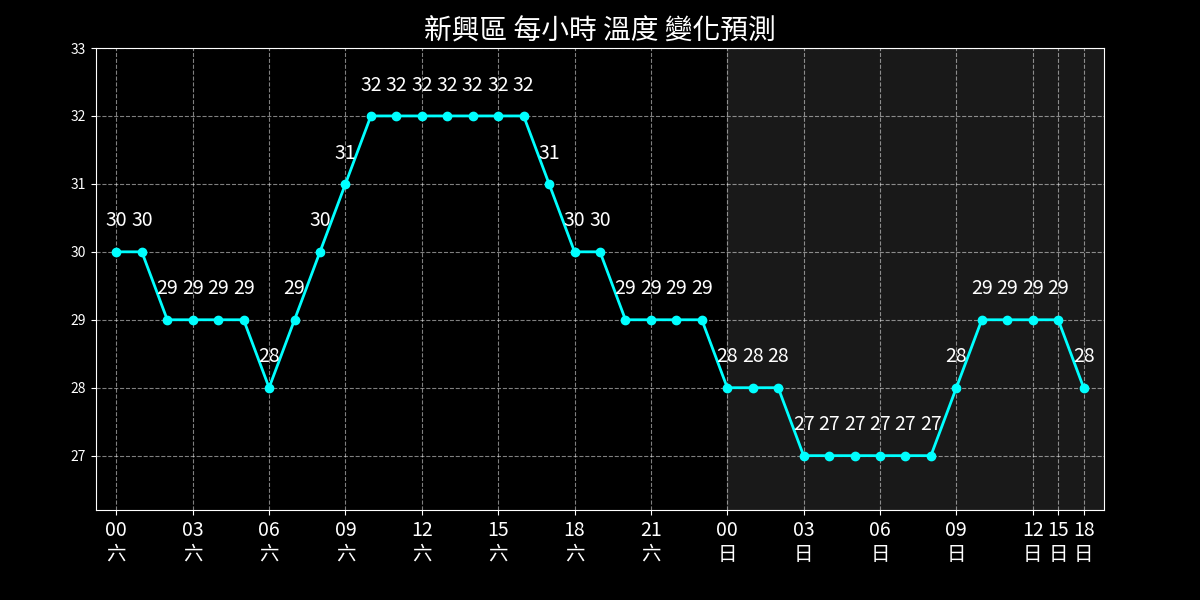 新興區 每小時 溫度 變化預測
33
32
31
30
29
28
27
32 32 32 32 32 32 32
31 31
30 30 30 30 30
29 29 29 29 29 29 29 29 29 29 29 29 29
28 28 28 28 28 28
27 27 27 27 27 27
00 03 06 09 12 15 18 21 00 03 06 09 12 15 18
六 六 六 六 六 六 六 六 日 日 日 日 日 日 日